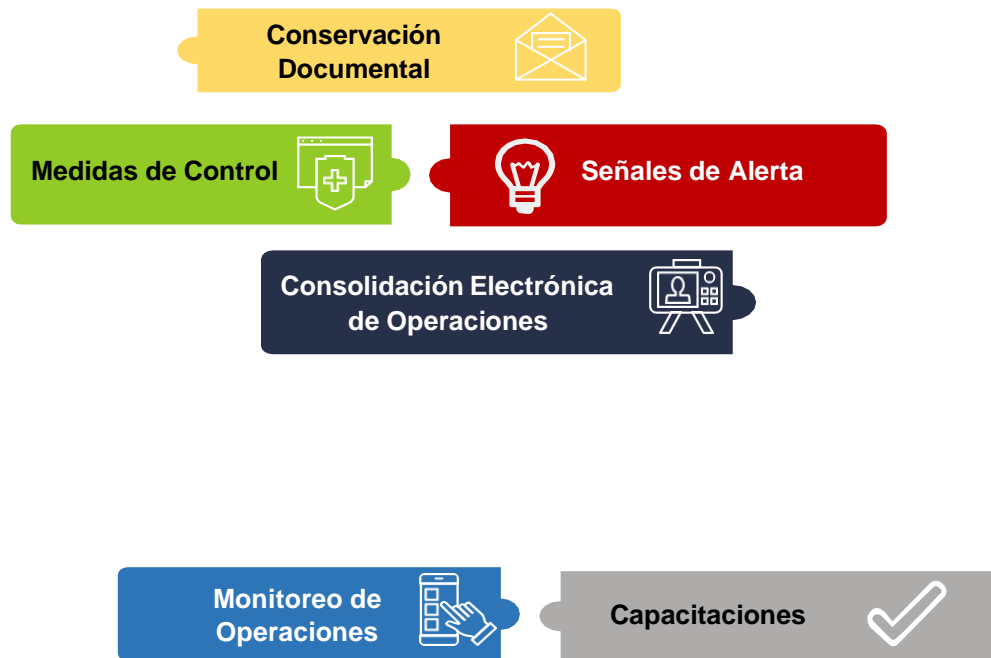 Conservación
Documental
Medidas de Control
Señales de Alerta
Consolidación Electrónica
de Operaciones
Monitoreo de
Operaciones
Capacitaciones